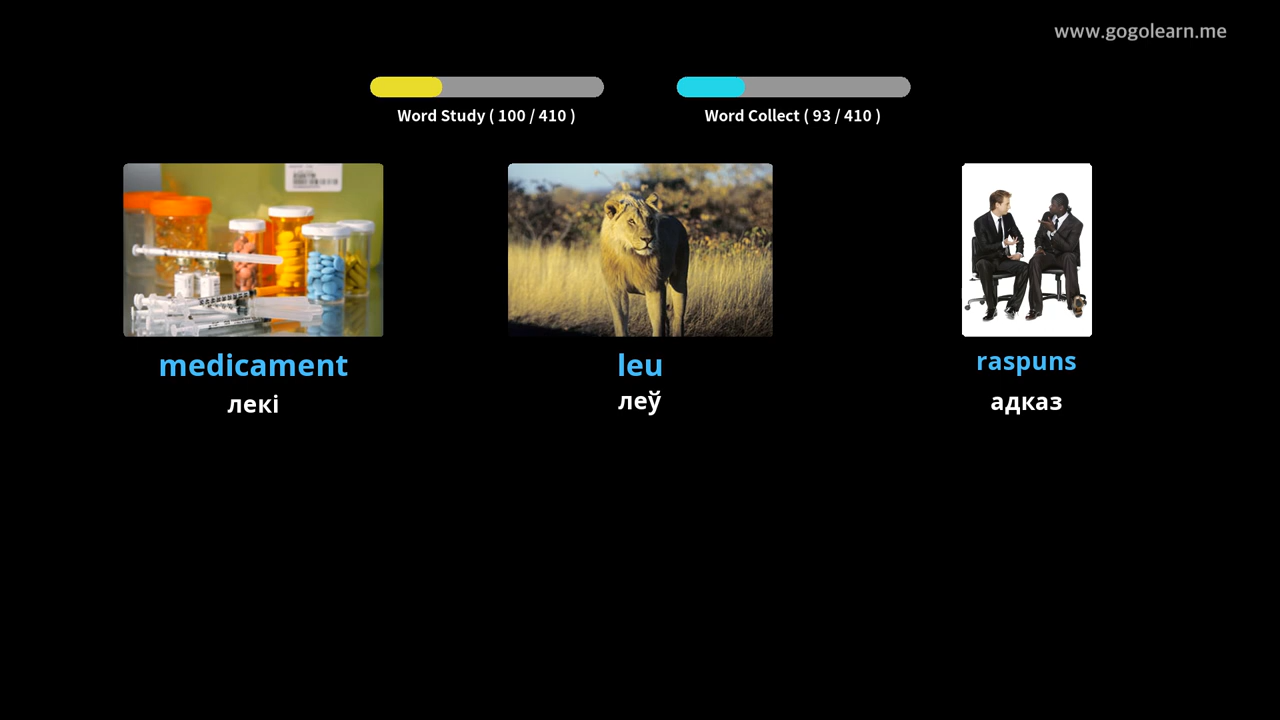 www.gogolearn.me
Word Study ( 100 / 410 )
Word Collect ( 93 / 410 )
medicament
лекі
leu
леў
raspuns
адказ